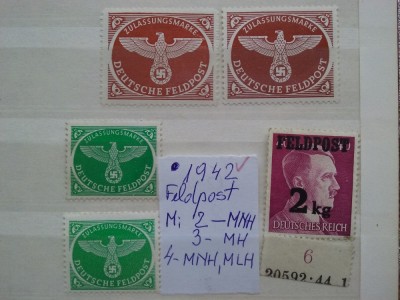 ZULASSUNGSMARKE
DEUTSCHE FELDPOST
ZULASSUNGSMARKE
DEUTSCHE FELDPOST
ZULASSUNGSMARKE
DEUTSCHE FELDPOST
ZULASSUNGSMARKE
DEUTSCHE FELDPOST
1942
Feldpost
M: 2 - MNH
3 - MH
4 - MNH, MLH
FELDPOST
2 kg
DEUTSCHES REICH
6
20592·44 1